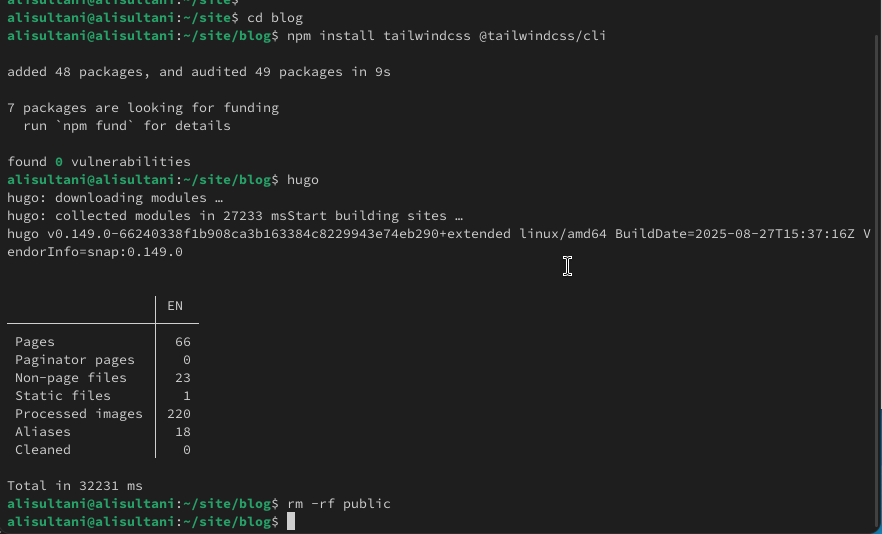 alisultani@alisultani:~/site$
alisultani@alisultani:~/site$ cd blog
alisultani@alisultani:~/site/blog$ npm install tailwindcss @tailwindcss/cli
added 48 packages, and audited 49 packages in 9s
7 packages are looking for funding
  run `npm fund` for details
found 0 vulnerabilities
alisultani@alisultani:~/site/blog$ hugo
hugo: downloading modules …
hugo: collected modules in 27233 msStart building sites …
hugo v0.149.0-66240338f1b908ca3b163384c8229943e74eb290+extended linux/amd64 BuildDate=2025-08-27T15:37:16Z V
endorInfo=snap:0.149.0
EN
Pages 66
Paginator pages 0
Non-page files 23
Static files 1
Processed images 220
Aliases 18
Cleaned 0
Total in 32231 ms
alisultani@alisultani:~/site/blog$ rm -rf public
alisultani@alisultani:~/site/blog$